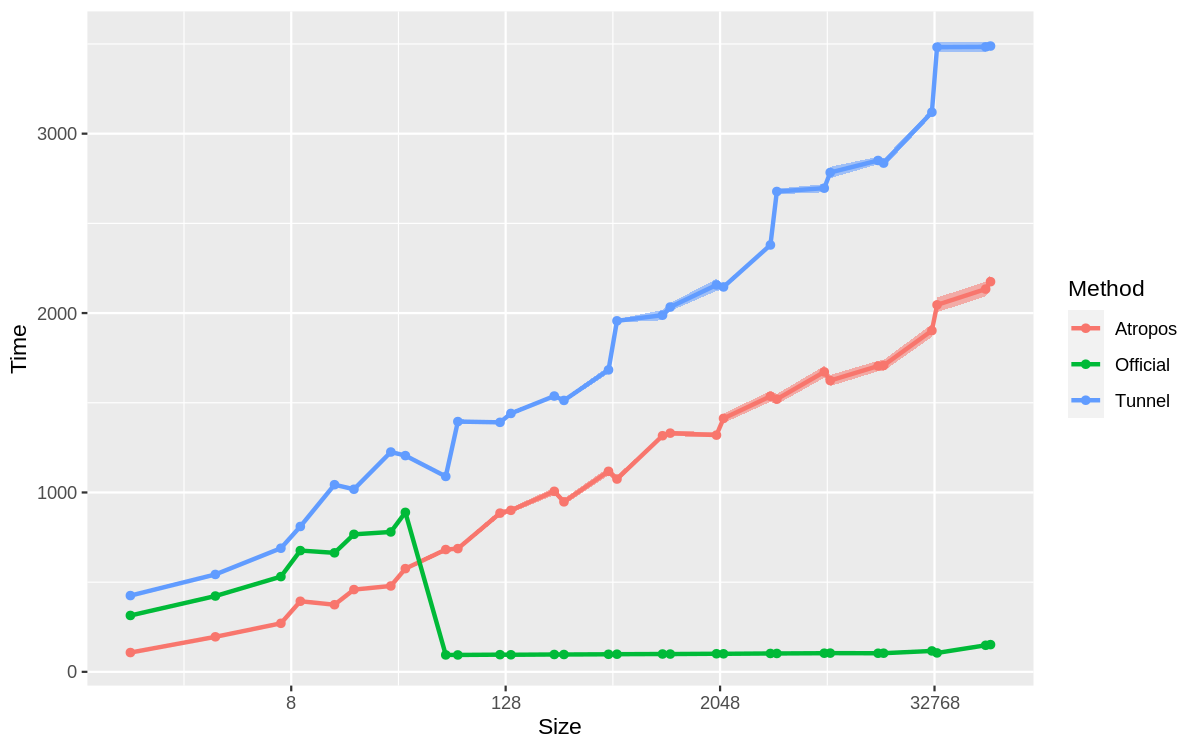 3000
2000
1000
0
Time
8
128
2048
32768
Size
Method
Atropos
Official
Tunnel